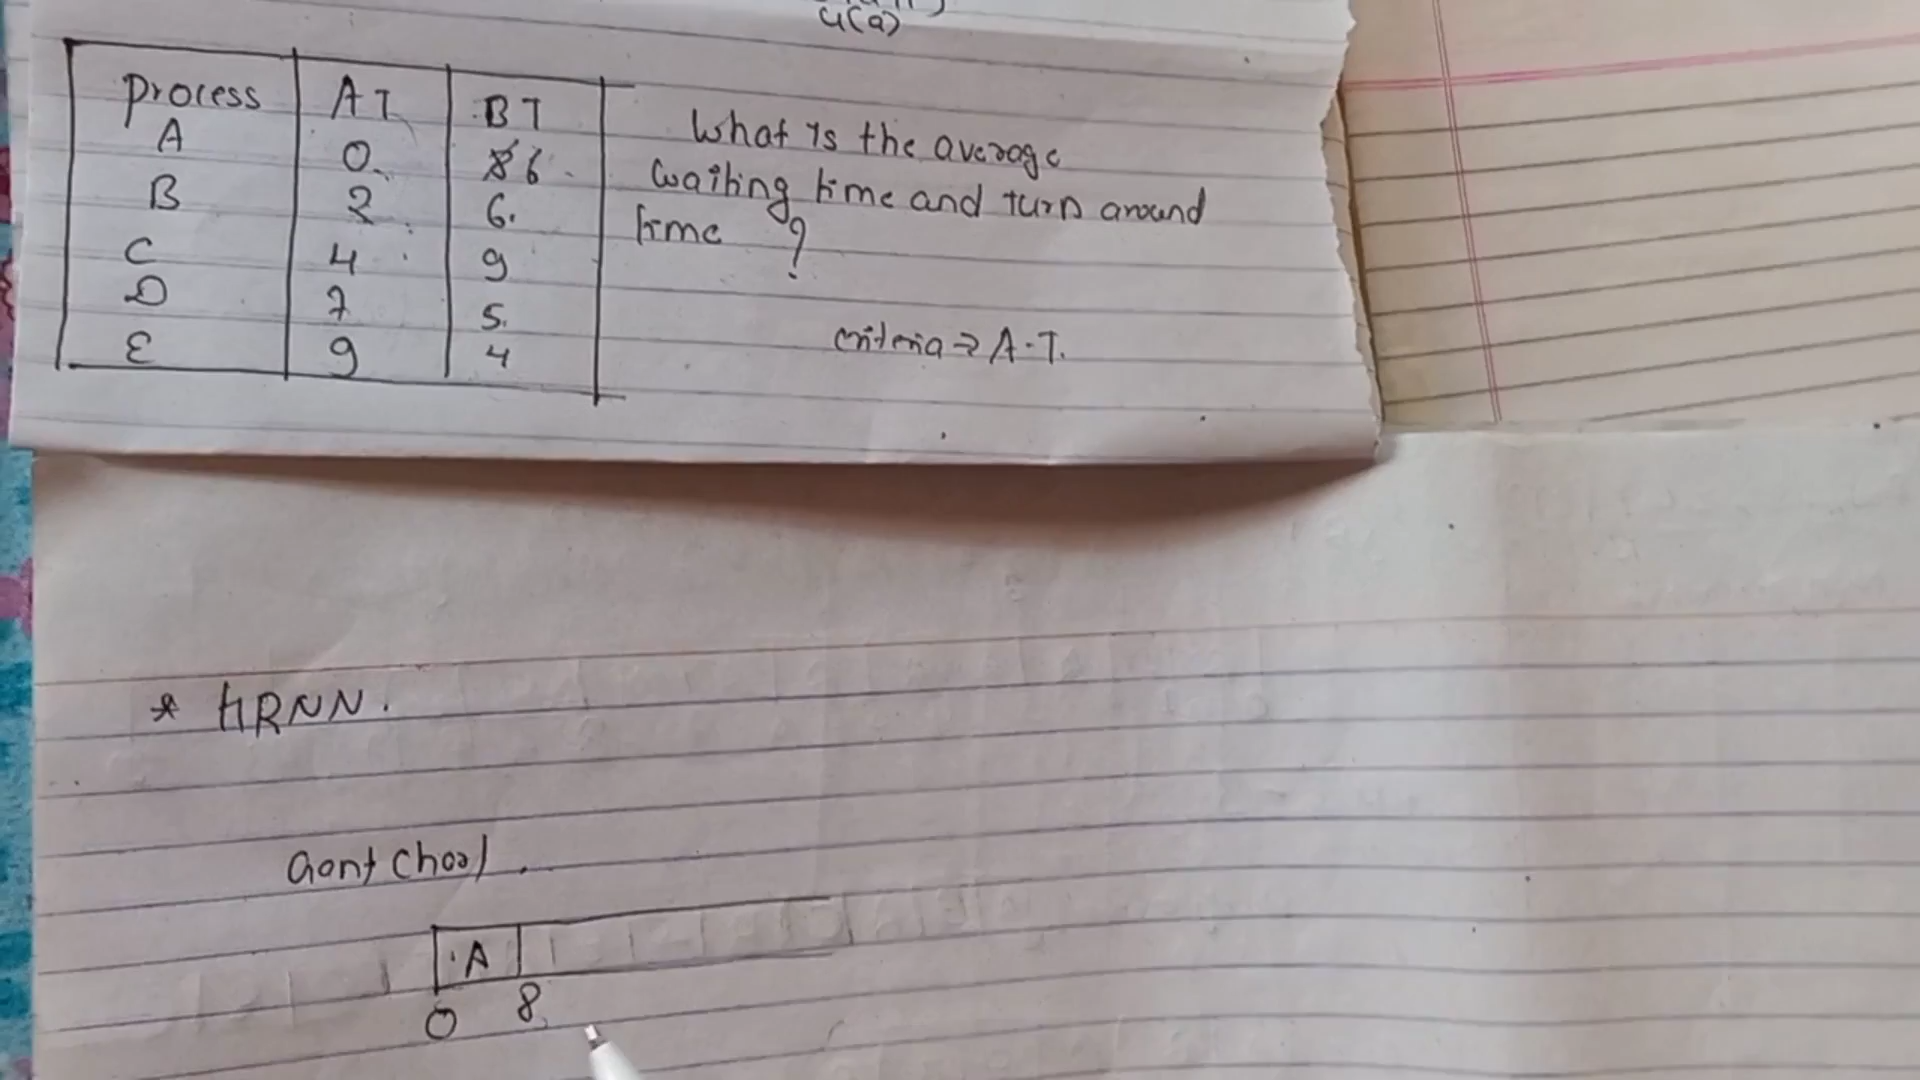 4(a)
Process AT BT
A 0 8 6
B 2 6
C 4 9
D 7 5
E 9 4
What is the average
waiting time and turn around
time ?
criteria → A.T.
* HRNN.
Gant Chart
A
0 8